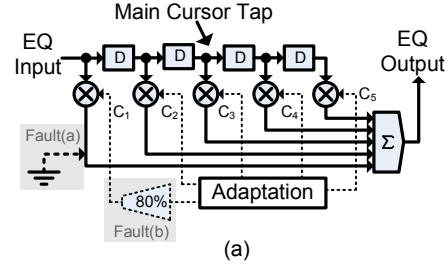 Main Cursor Tap
EQ
Input
D
D
D
D
EQ
Output
C1
C2
C3
C4
C5
Fault(a)
Σ
80%
Adaptation
Fault(b)
(a)